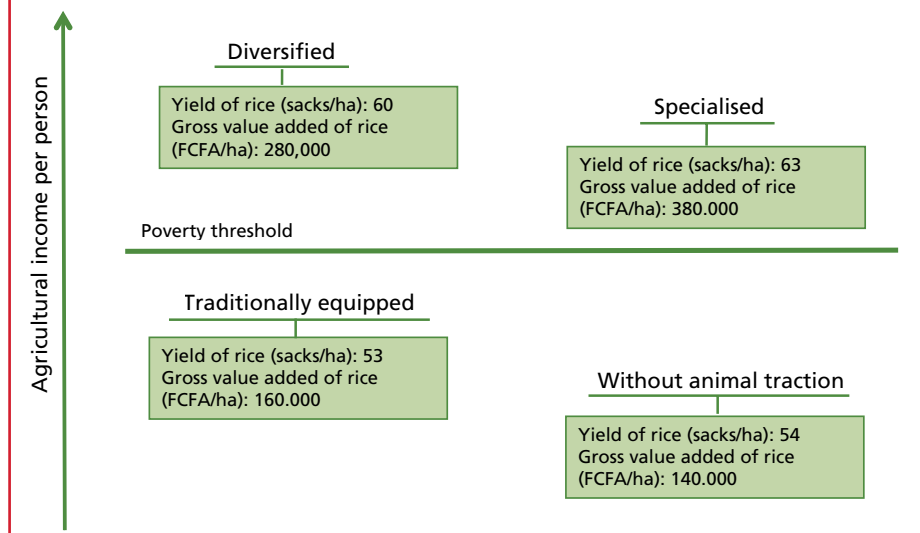 Agricultural income per person
Diversified
Yield of rice (sacks/ha): 60
Gross value added of rice
(FCFA/ha): 280,000
Specialised
Yield of rice (sacks/ha): 63
Gross value added of rice
(FCFA/ha): 380.000
Poverty threshold
Traditionally equipped
Yield of rice (sacks/ha): 53
Gross value added of rice
(FCFA/ha): 160.000
Without animal traction
Yield of rice (sacks/ha): 54
Gross value added of rice
(FCFA/ha): 140.000